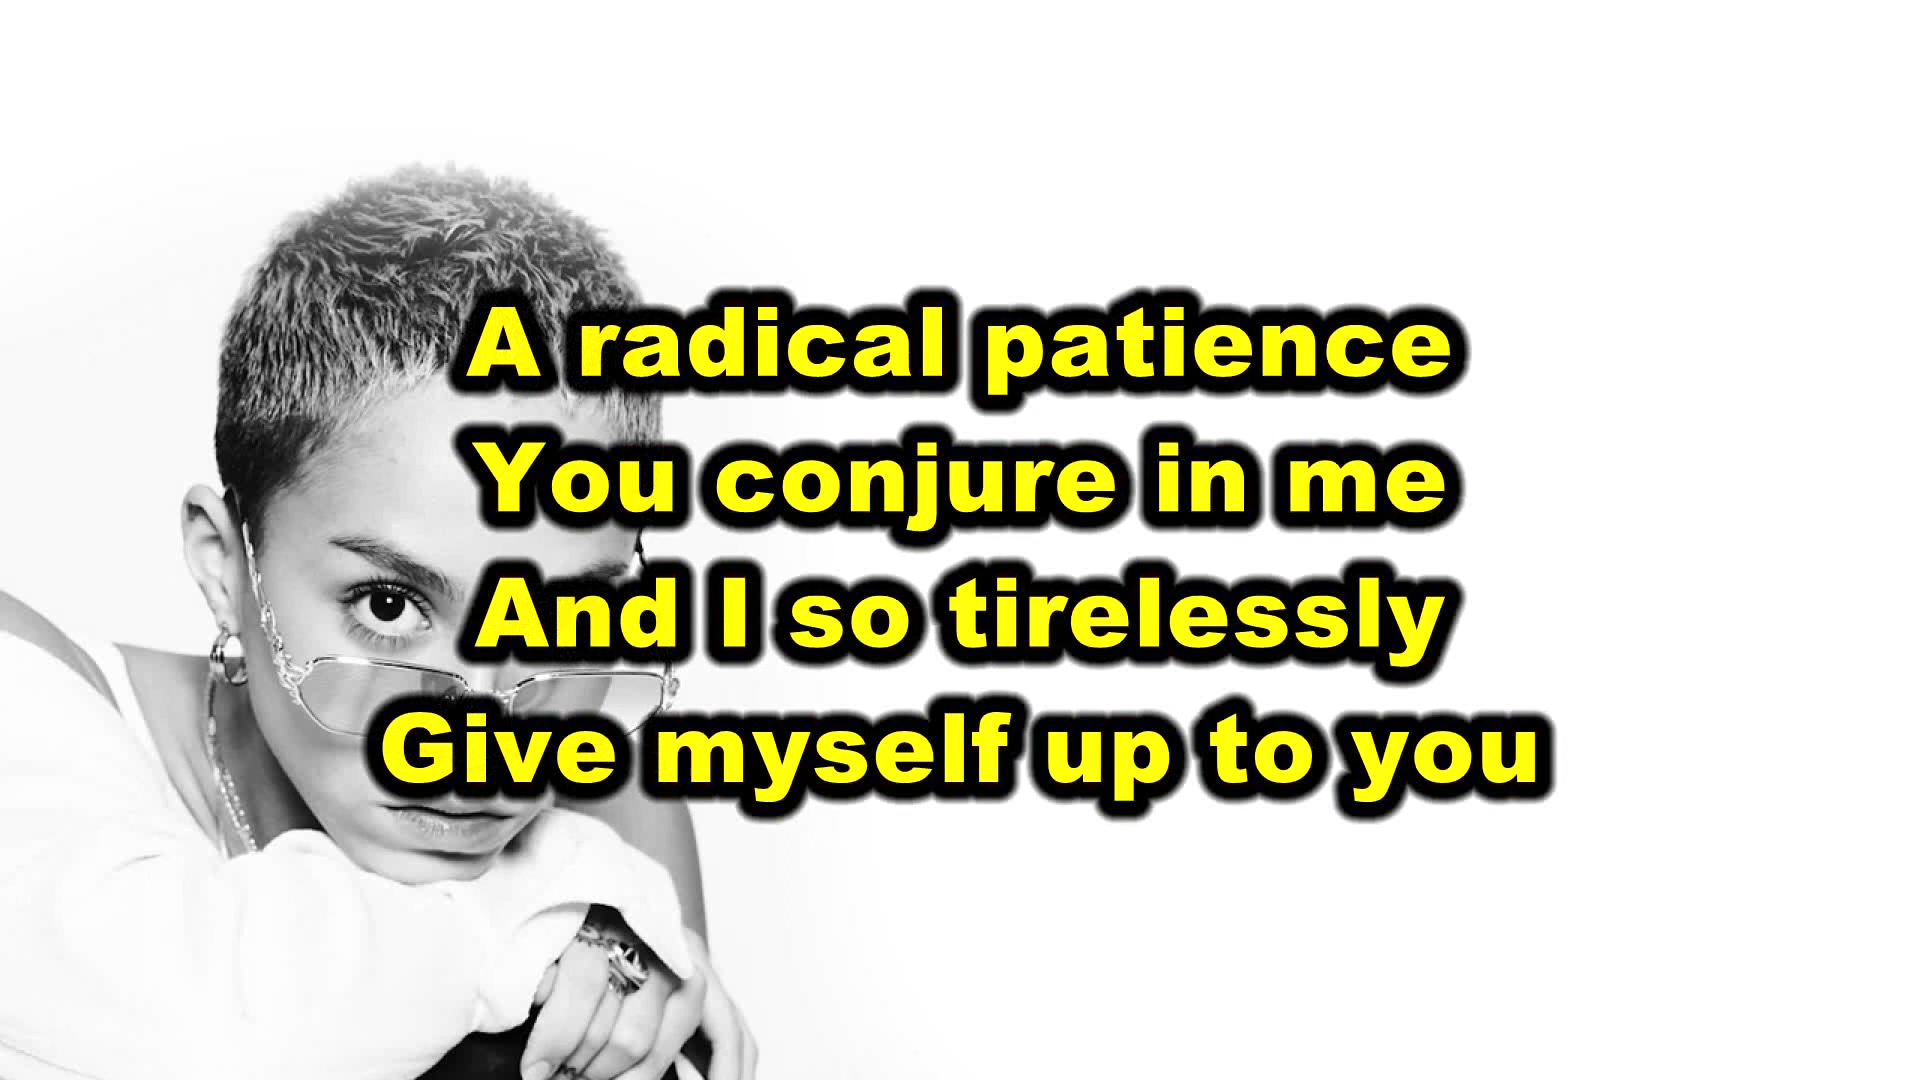 A radical patience
You conjure in me
And I so tirelessly
Give myself up to you